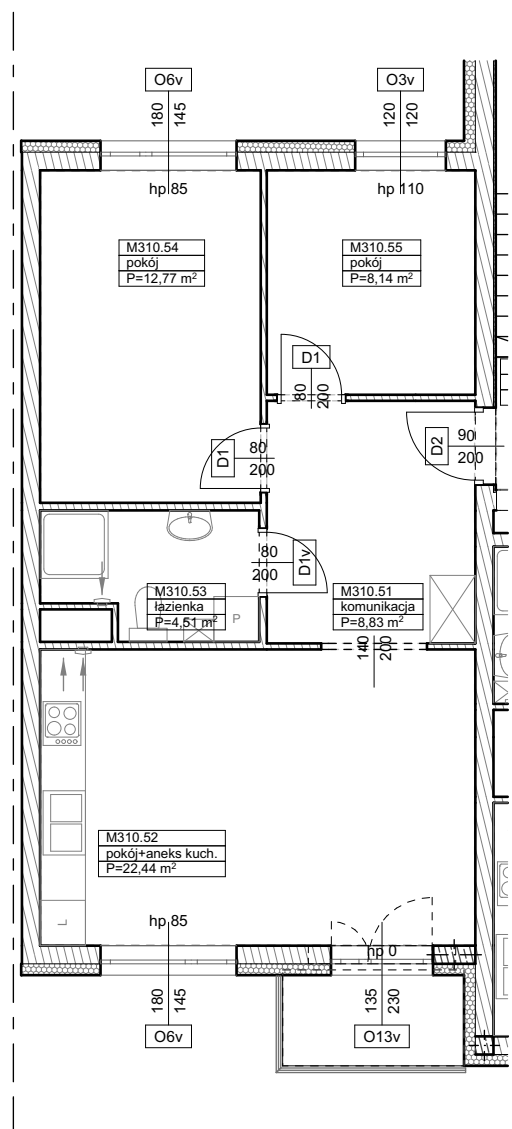 O6v
O3v
180
145
120
120
hp 85
hp 110
M310.54
pokój
P=12,77 m²
M310.55
pokój
P=8,14 m²
D1
80
200
D1
80
200
D2
90
200
80
200
D1v
M310.53
łazienka
P=4,51 m²
P
M310.51
komunikacja
P=8,83 m²
140
200
M310.52
pokój+aneks kuch.
P=22,44 m²
L
hp 85
hp 0
180
145
135
230
O6v
O13v